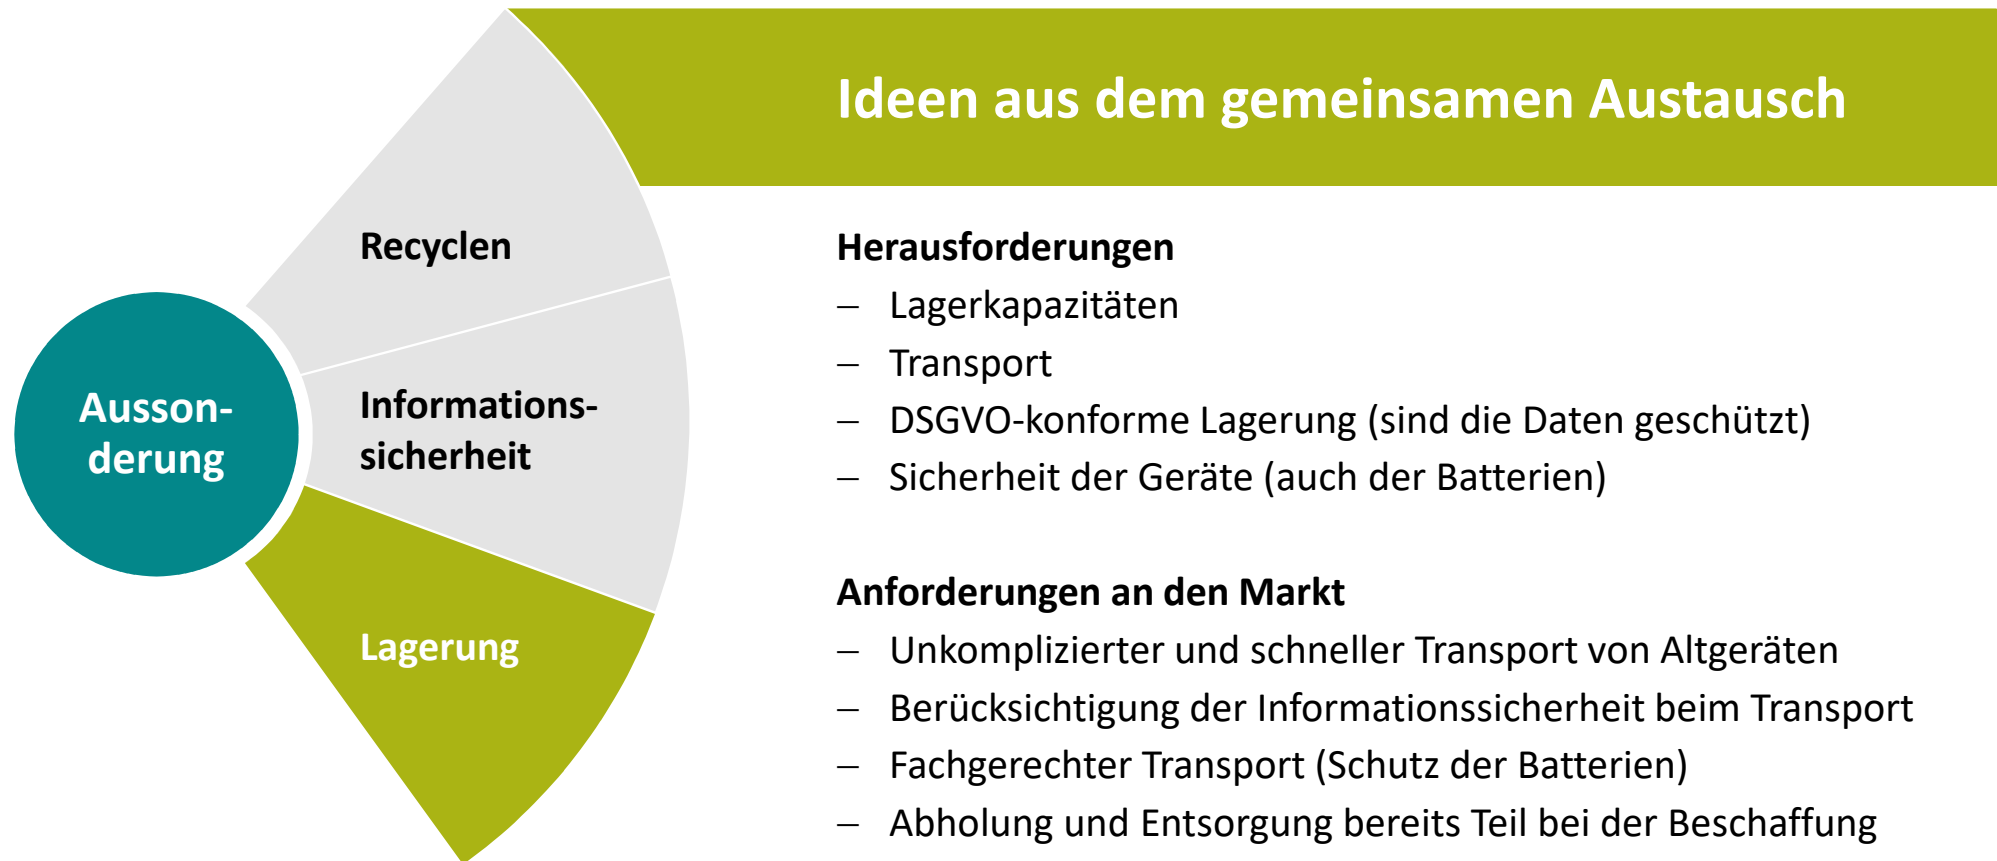 Ideen aus dem gemeinsamen Austausch
Recyclen
Informations-
sicherheit
Lagerung
Ausson-
derung
Herausforderungen
– Lagerkapazitäten
– Transport
– DSGVO-konforme Lagerung (sind die Daten geschützt)
– Sicherheit der Geräte (auch der Batterien)
Anforderungen an den Markt
– Unkomplizierter und schneller Transport von Altgeräten
– Berücksichtigung der Informationssicherheit beim Transport
– Fachgerechter Transport (Schutz der Batterien)
– Abholung und Entsorgung bereits Teil bei der Beschaffung